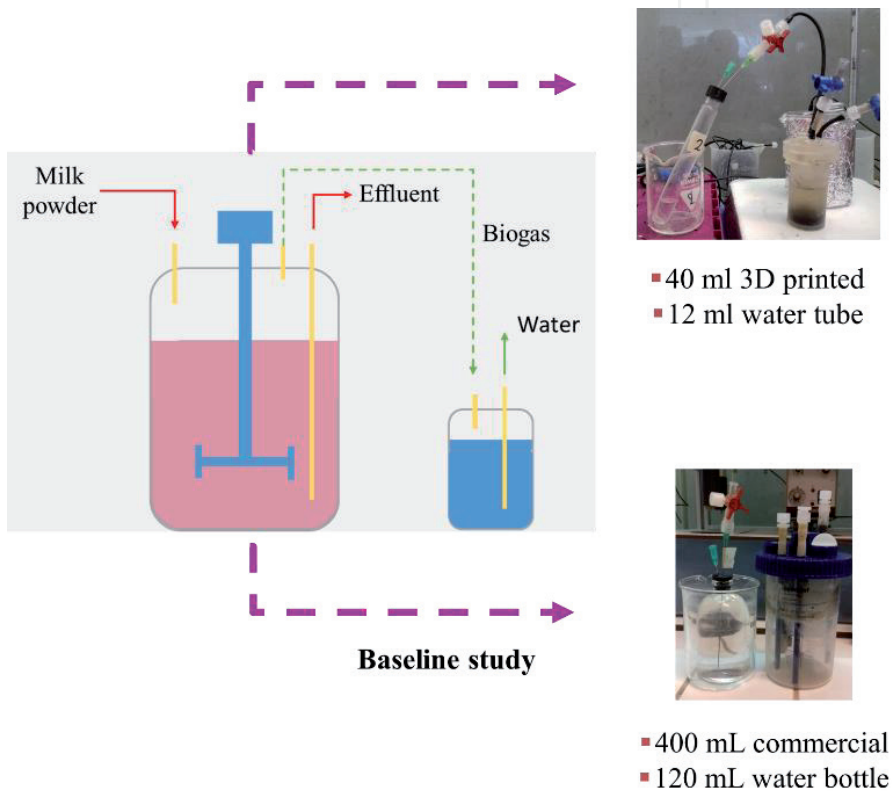 Milk
powder
Effluent
Biogas
Water
2
▪ 40 ml 3D printed
▪ 12 ml water tube
Baseline study
▪ 400 mL commercial
▪ 120 mL water bottle